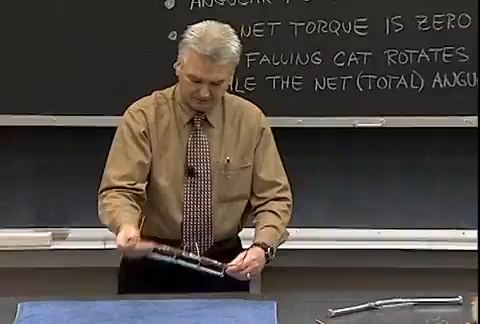 ANGULAR
NET TORQUE IS ZERO
FALLING CAT ROTATES
THE NET (TOTAL) ANGU